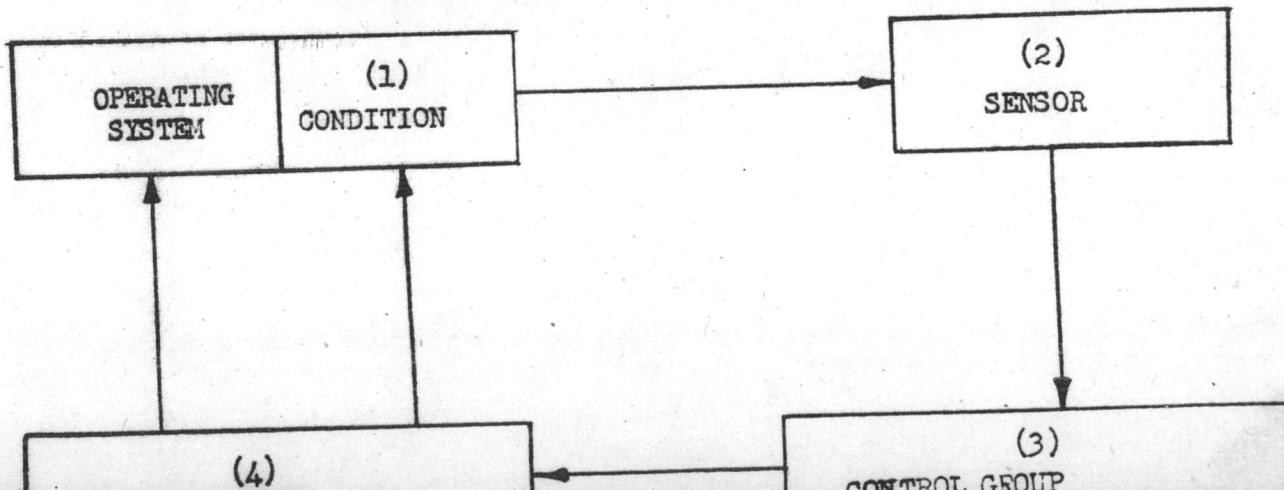 OPERATING
SYSTEM
(1)
CONDITION
(2)
SENSOR
(3)
CONTROL GROUP
(4)